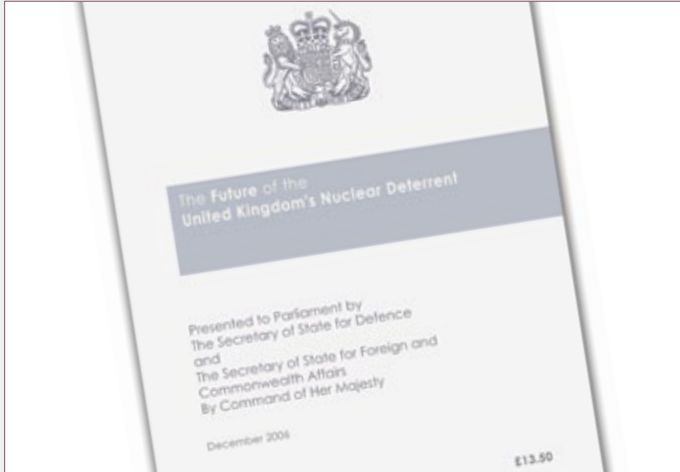 The Future of the
United Kingdom's Nuclear Deterrent
Presented to Parliament by
The Secretary of State for Defence
and
The Secretary of State for Foreign and
Commonwealth Affairs
By Command of Her Majesty
December 2006
£13.50